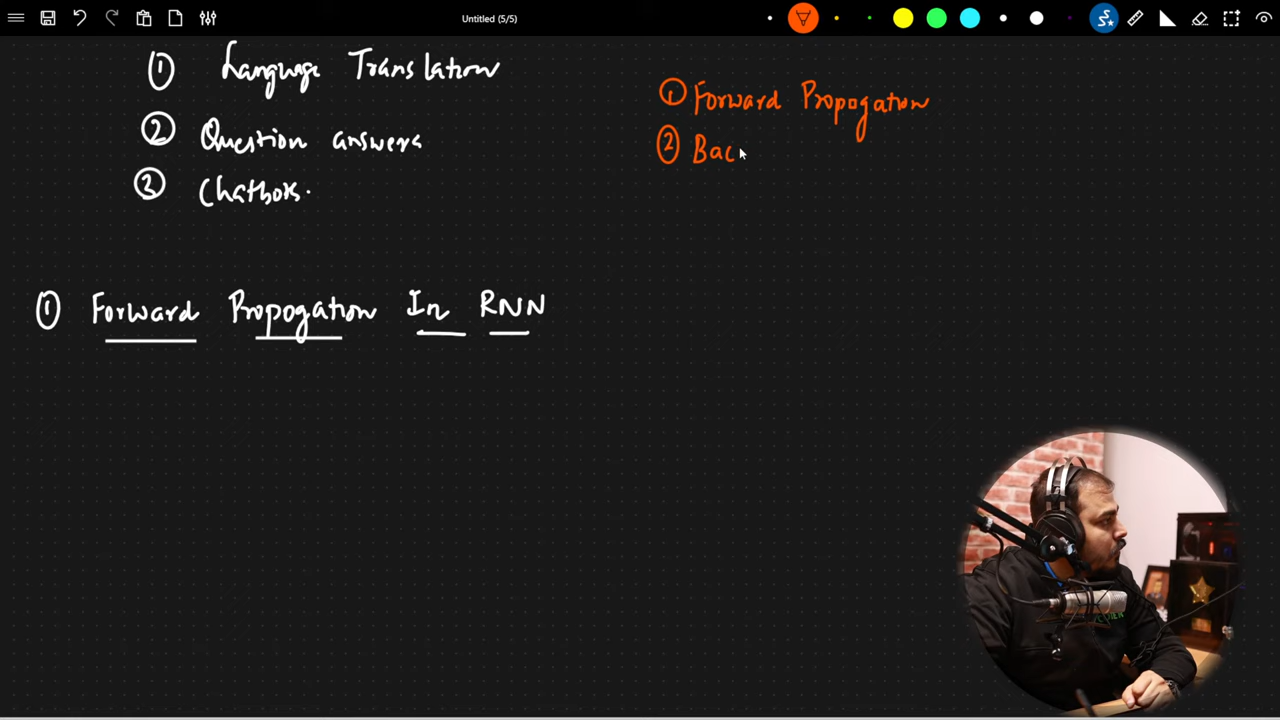 Untitled (5/5)
① Language Translation
② Question answers
③ Chatbots.
① Forward Propogation
② Bac
① Forward Propogation In RNN